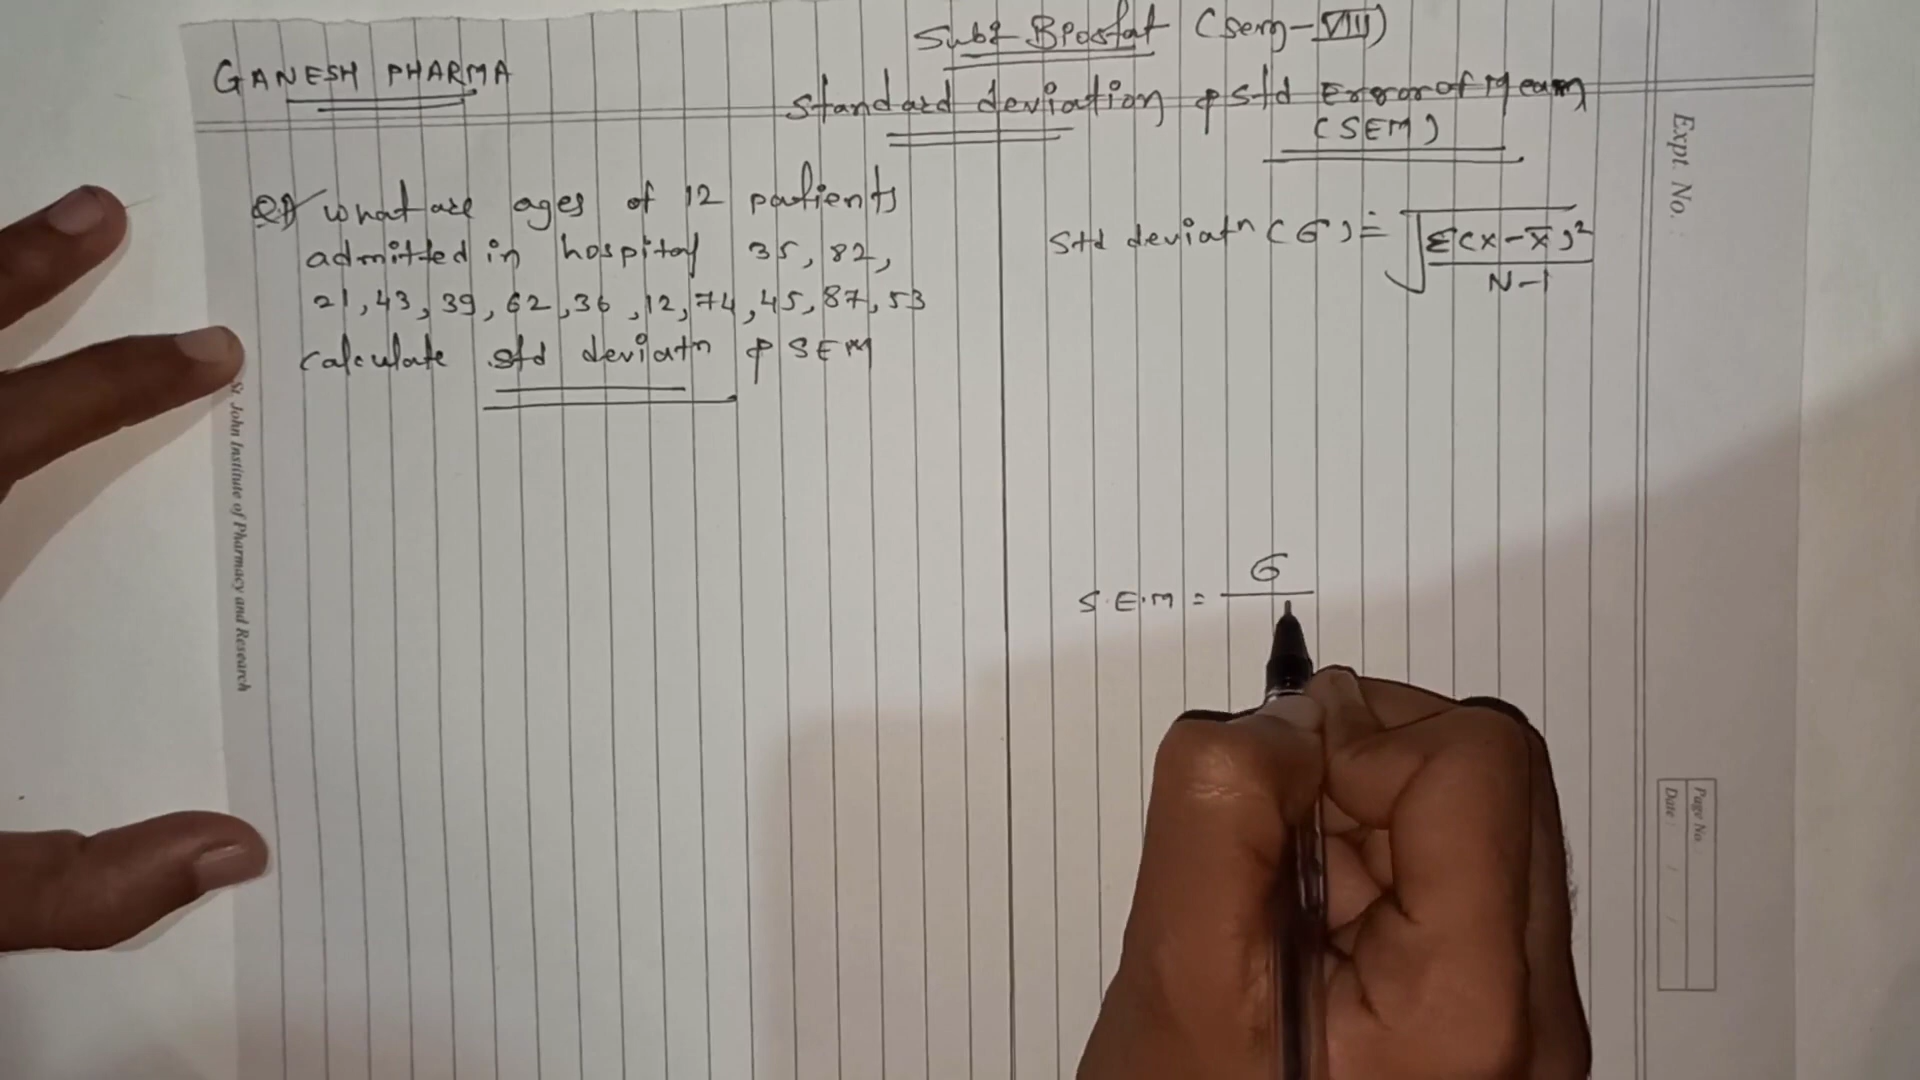 Sub:- Biostat (Sem-VIII)
GANESH PHARMA
Standard deviation & Std Error of Mean
(SEM)
Q1) What are ages of 12 patients
admitted in hospital 35, 82,
21, 43, 39, 62, 36, 12, 74, 45, 87, 53
Calculate std deviatn & SEM
Std deviatn (σ) = √Σ(x-x̄)²
N-1
S.E.M = σ
Expt. No. :
St. John Institute of Pharmacy and Research
Page No. :
Date : / /